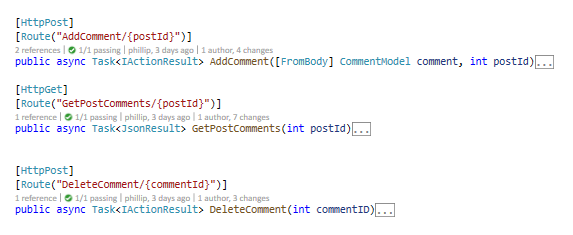 [HttpPost]
[Route("AddComment/{postId}")]
2 references | 1/1 passing | phillip, 3 days ago | 1 author, 4 changes
public async Task<IActionResult> AddComment([FromBody] CommentModel comment, int postId)...
[HttpGet]
[Route("GetPostComments/{postId}")]
1 reference | 1/1 passing | phillip, 3 days ago | 1 author, 7 changes
public async Task<JsonResult> GetPostComments(int postId)...
[HttpPost]
[Route("DeleteComment/{commentId}")]
1 reference | 1/1 passing | phillip, 3 days ago | 1 author, 3 changes
public async Task<IActionResult> DeleteComment(int commentID)...